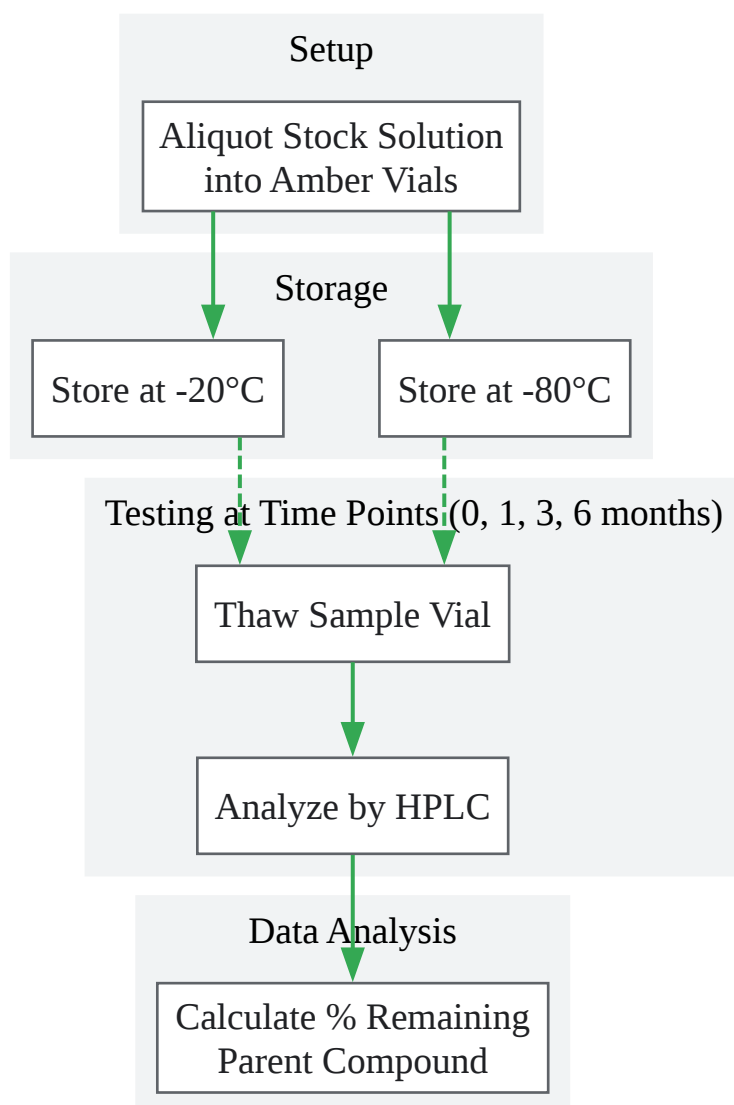 Setup
Aliquot Stock Solution
into Amber Vials
Storage
Store at -20°C
Store at -80°C
Testing at Time Points (0, 1, 3, 6 months)
Thaw Sample Vial
Analyze by HPLC
Data Analysis
Calculate % Remaining
Parent Compound